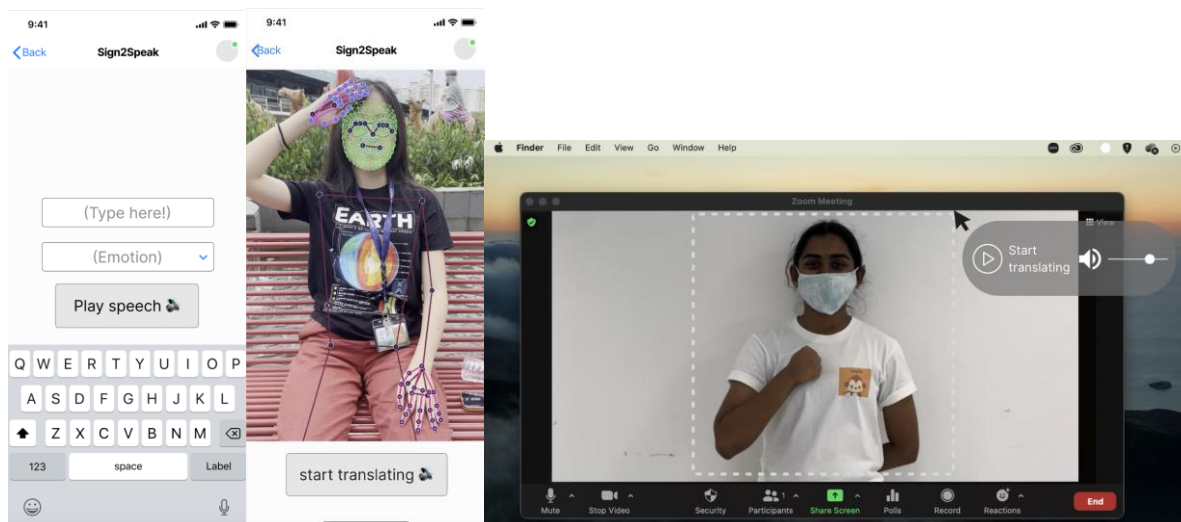 9:41
Back
Sign2Speak
(Type here!)
(Emotion)
Play speech
Q W E R T Y U I O P
A S D F G H J K L
Z X C V B N M
123
space
Label
9:41
Back
Sign2Speak
EARTH
start translating
Finder File Edit View Go Window Help
Zoom Meeting
View
Start
translating
Mute
Stop Video
Security
Participants
1
Share Screen
Polls
Record
Reactions
End